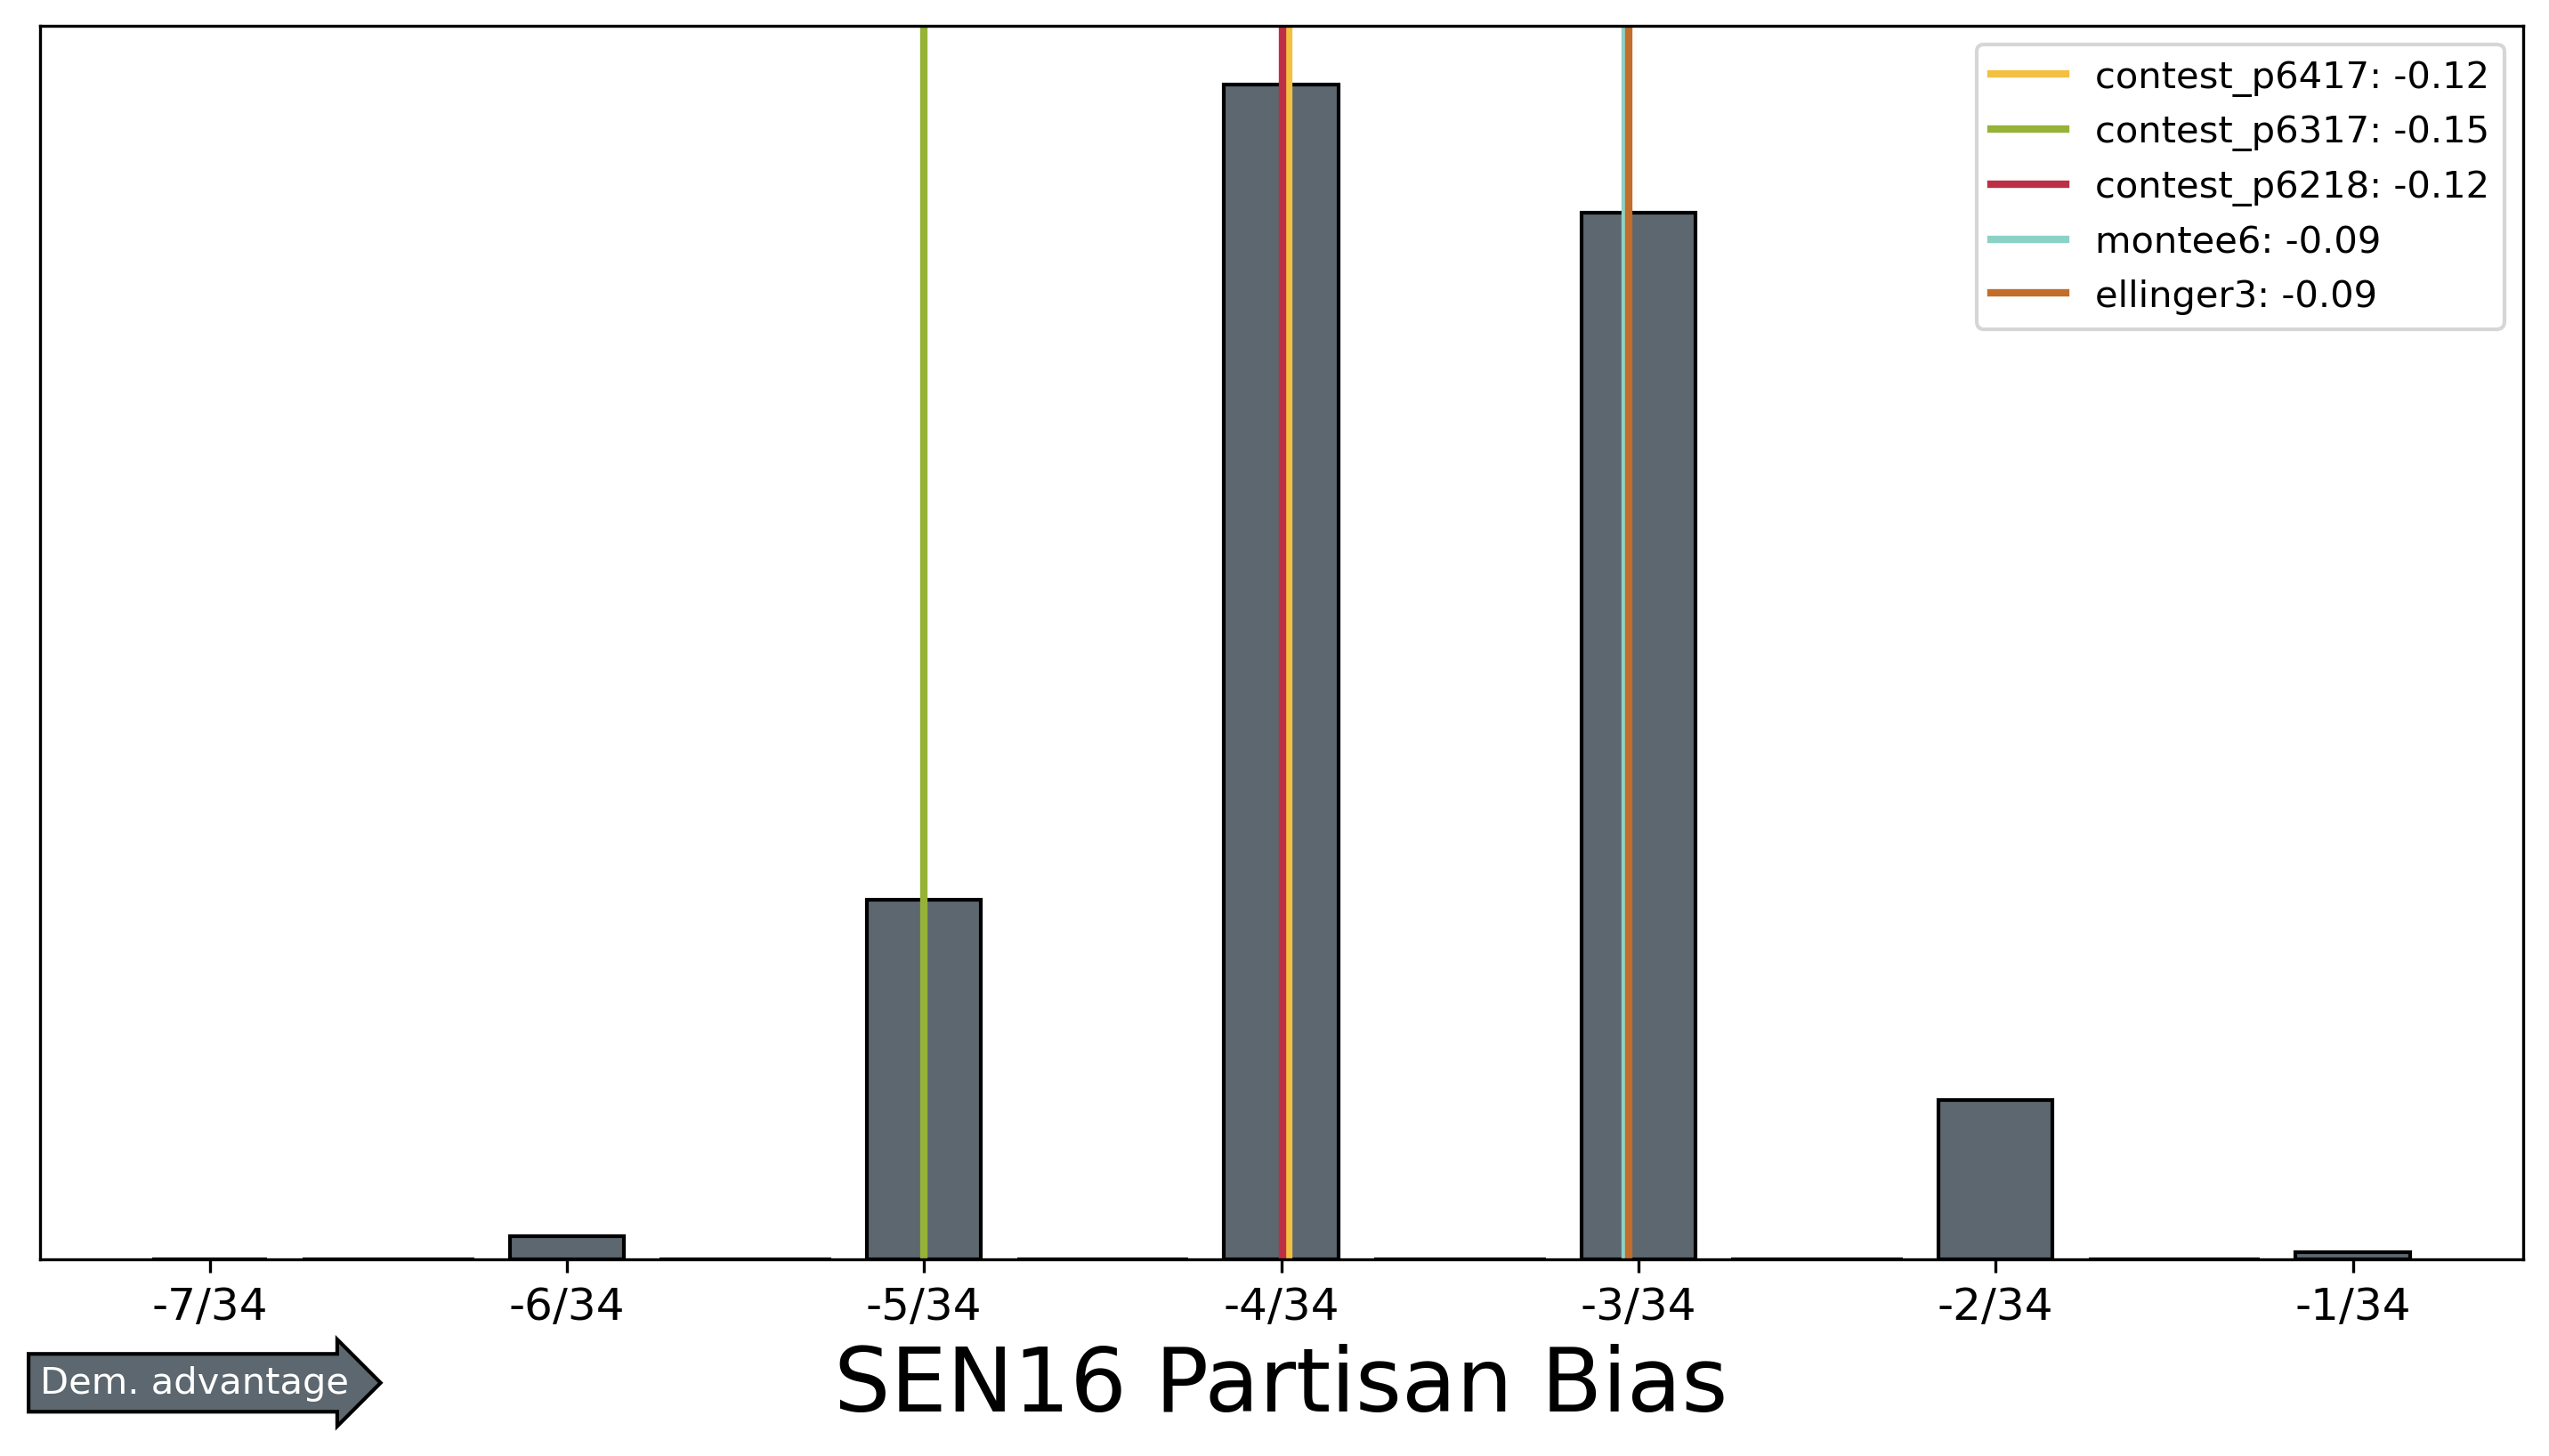 contest_p6417: -0.12
contest_p6317: -0.15
contest_p6218: -0.12
montee6: -0.09
ellinger3: -0.09
-7/34 -6/34 -5/34 -4/34 -3/34 -2/34 -1/34
Dem. advantage
SEN16 Partisan Bias